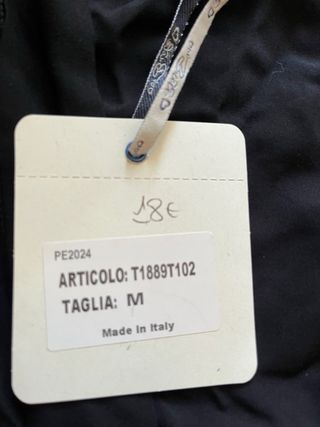 18€
PE2024
ARTICOLO: T1889T102
TAGLIA: M
Made in Italy